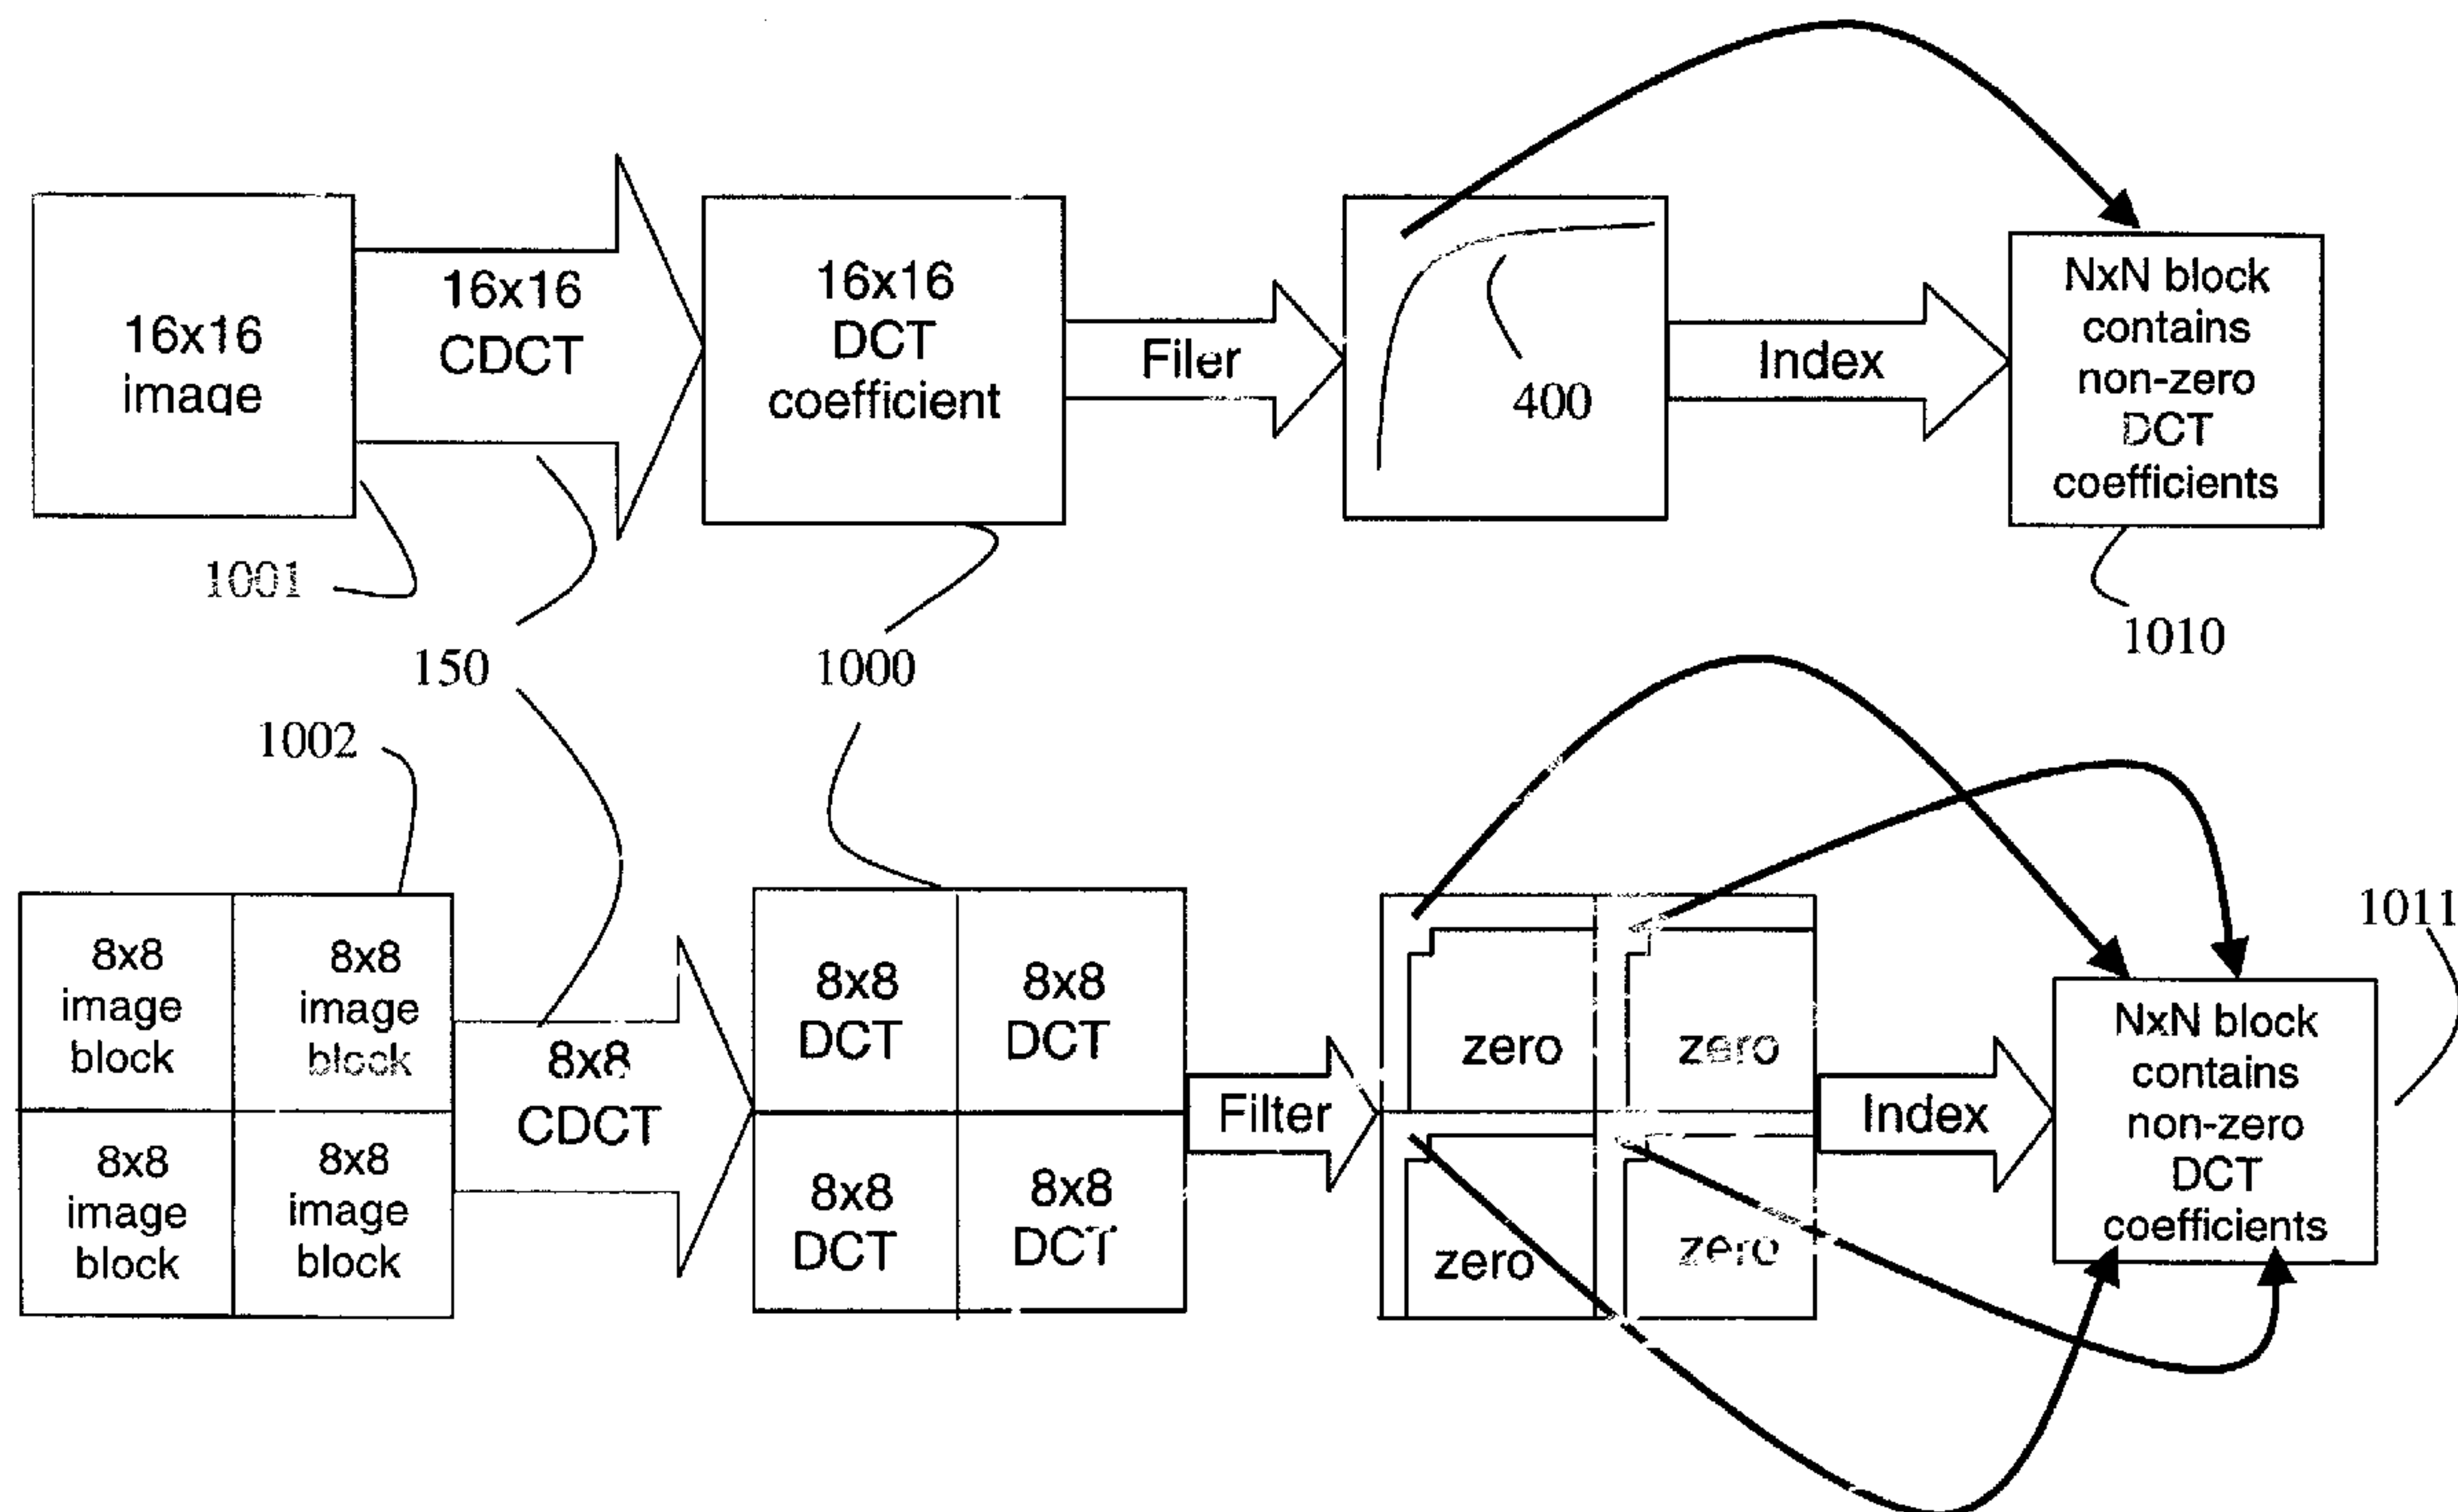 16x16
image
16x16
CDCT
16x16
DCT
coefficient
Filer
400
Index
NxN block
contains
non-zero
DCT
coefficients
1001
150
1000
1010
1002
8x8
image
block
8x8
image
block
8x8
image
block
8x8
image
block
8x8
CDCT
8x8
DCT
8x8
DCT
8x8
DCT
8x8
DCT
Filter
zero
zero
zero
zero
Index
1011
NxN block
contains
non-zero
DCT
coefficients